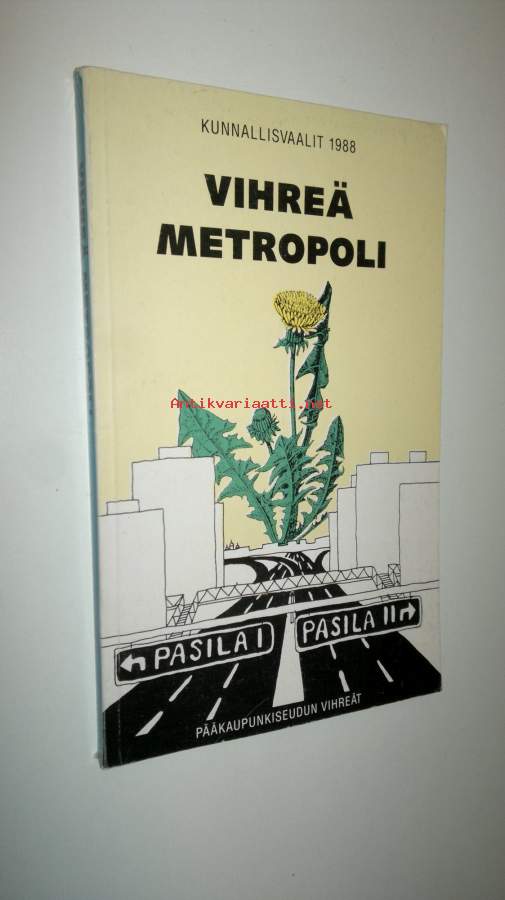 KUNNALLISVAALIT 1988
VIHREÄ
METROPOLI
Antikvariaatti.net
PASILA I
PASILA II
PÄÄKAUPUNKISEUDUN VIHREÄT